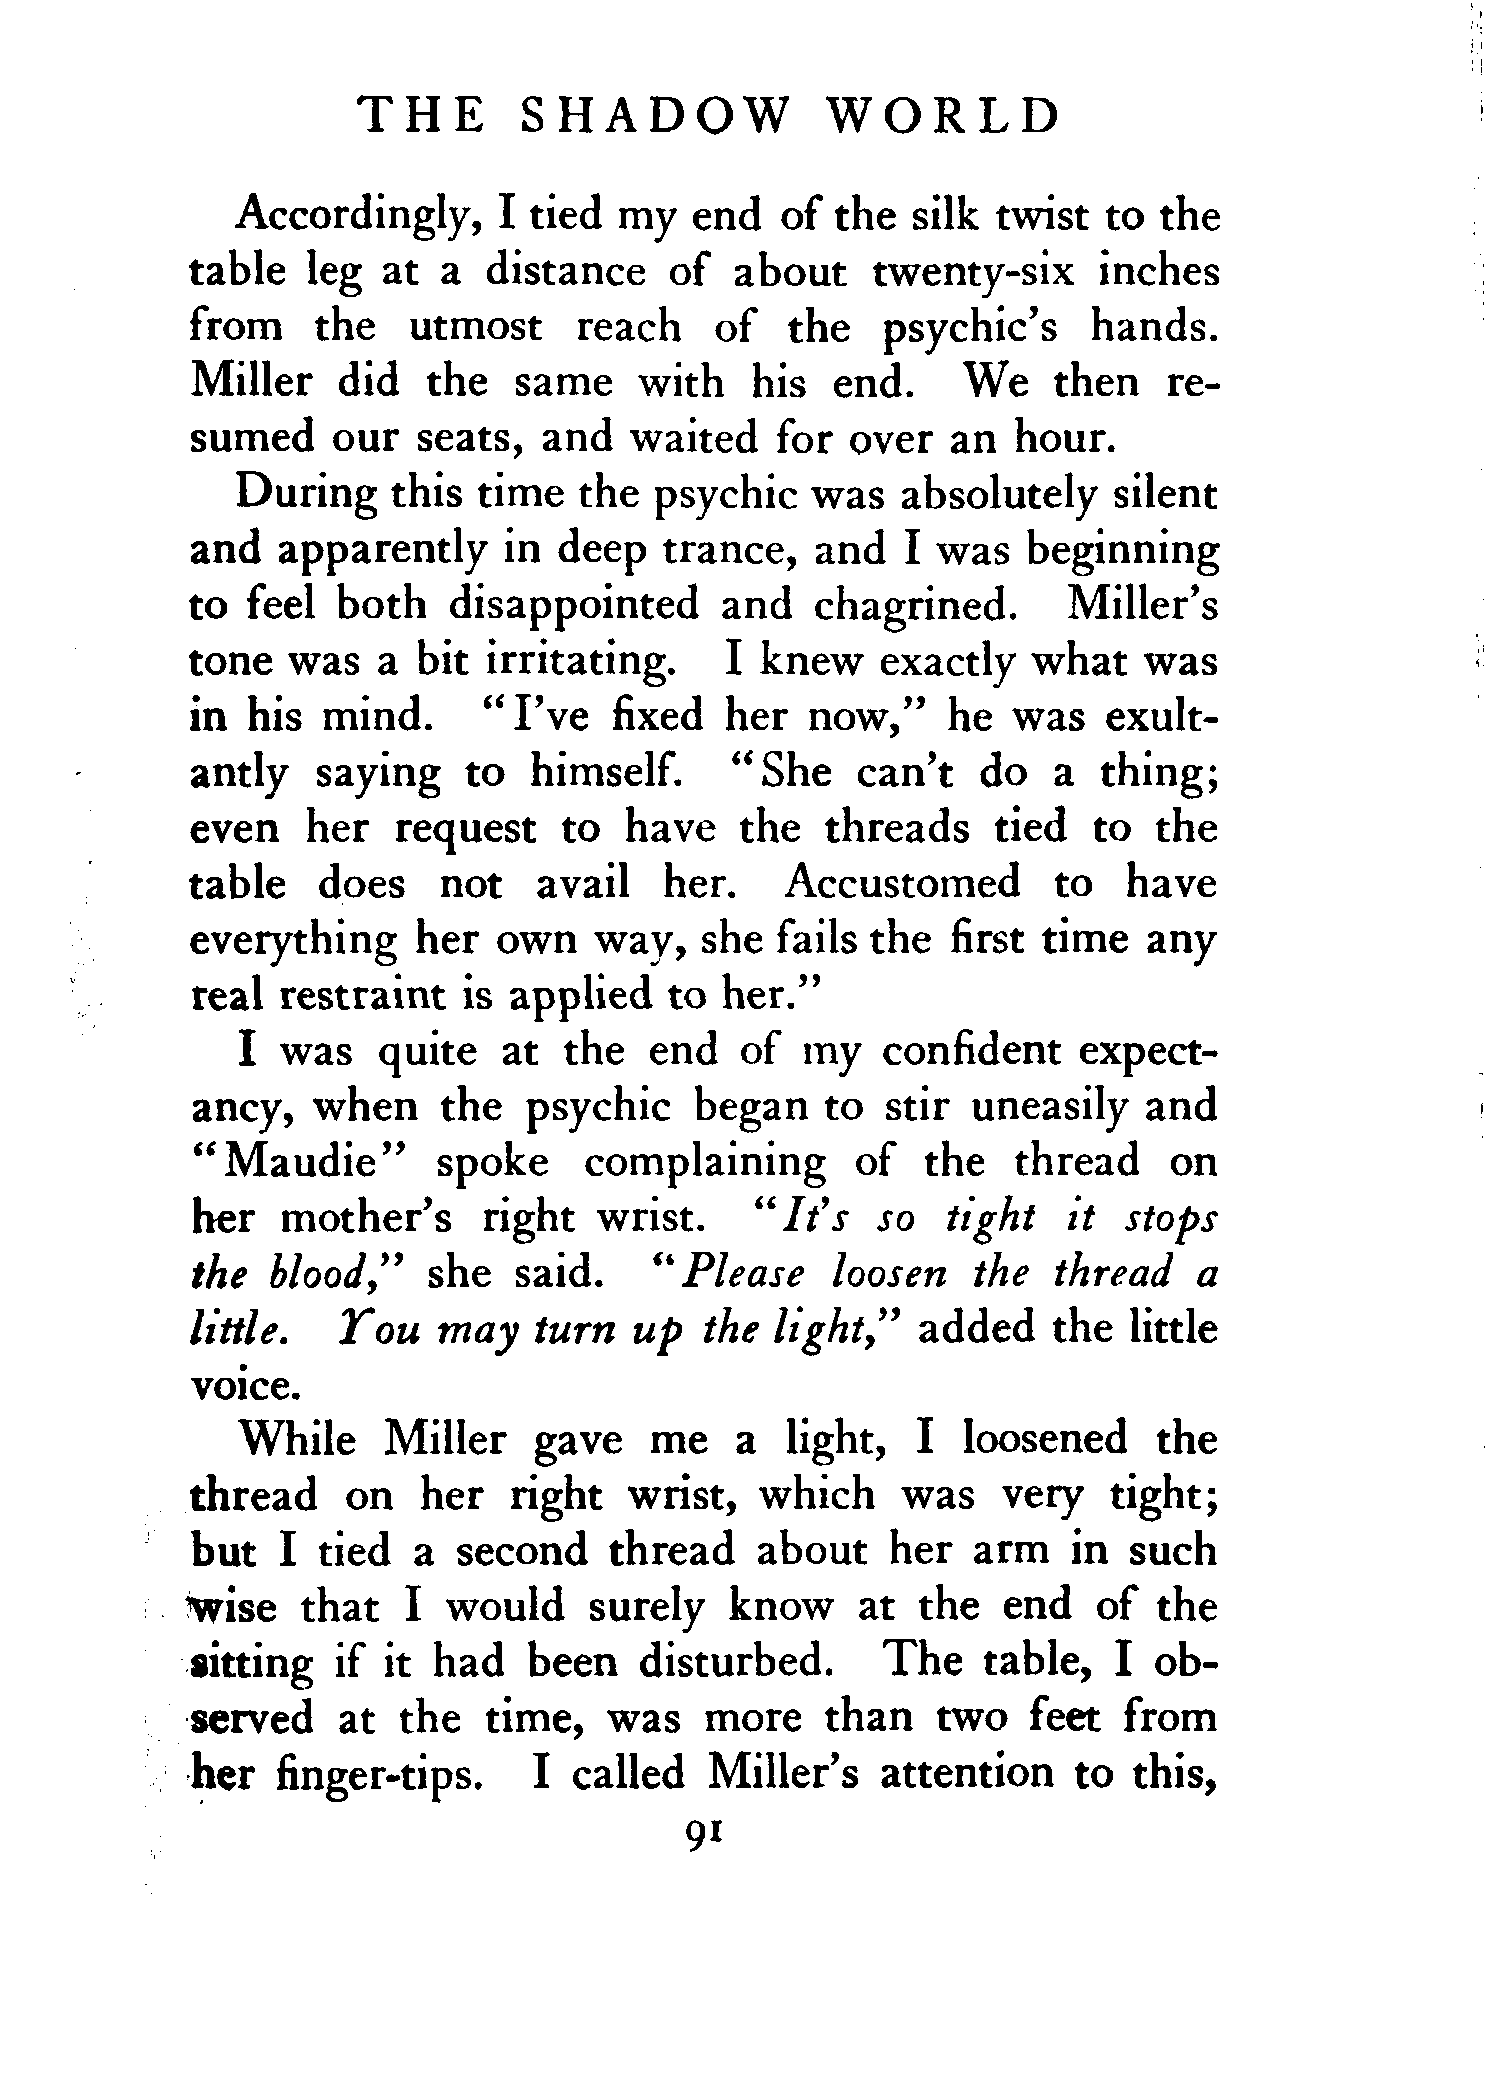 THE SHADOW WORLD
Accordingly, I tied my end of the silk twist to the
table leg at a distance of about twenty-six inches
from the utmost reach of the psychic's hands.
Miller did the same with his end. We then re-
sumed our seats, and waited for over an hour.
During this time the psychic was absolutely silent
and apparently in deep trance, and I was beginning
to feel both disappointed and chagrined. Miller's
tone was a bit irritating. I knew exactly what was
in his mind. "I've fixed her now," he was exult-
antly saying to himself. "She can't do a thing;
even her request to have the threads tied to the
table does not avail her. Accustomed to have
everything her own way, she fails the first time any
real restraint is applied to her."
I was quite at the end of my confident expect-
ancy, when the psychic began to stir uneasily and
"Maudie" spoke complaining of the thread on
her mother's right wrist. "It's so tight it stops
the blood," she said. "Please loosen the thread a
little. You may turn up the light," added the little
voice.
While Miller gave me a light, I loosened the
thread on her right wrist, which was very tight;
but I tied a second thread about her arm in such
wise that I would surely know at the end of the
sitting if it had been disturbed. The table, I ob-
served at the time, was more than two feet from
her finger-tips. I called Miller's attention to this,
91